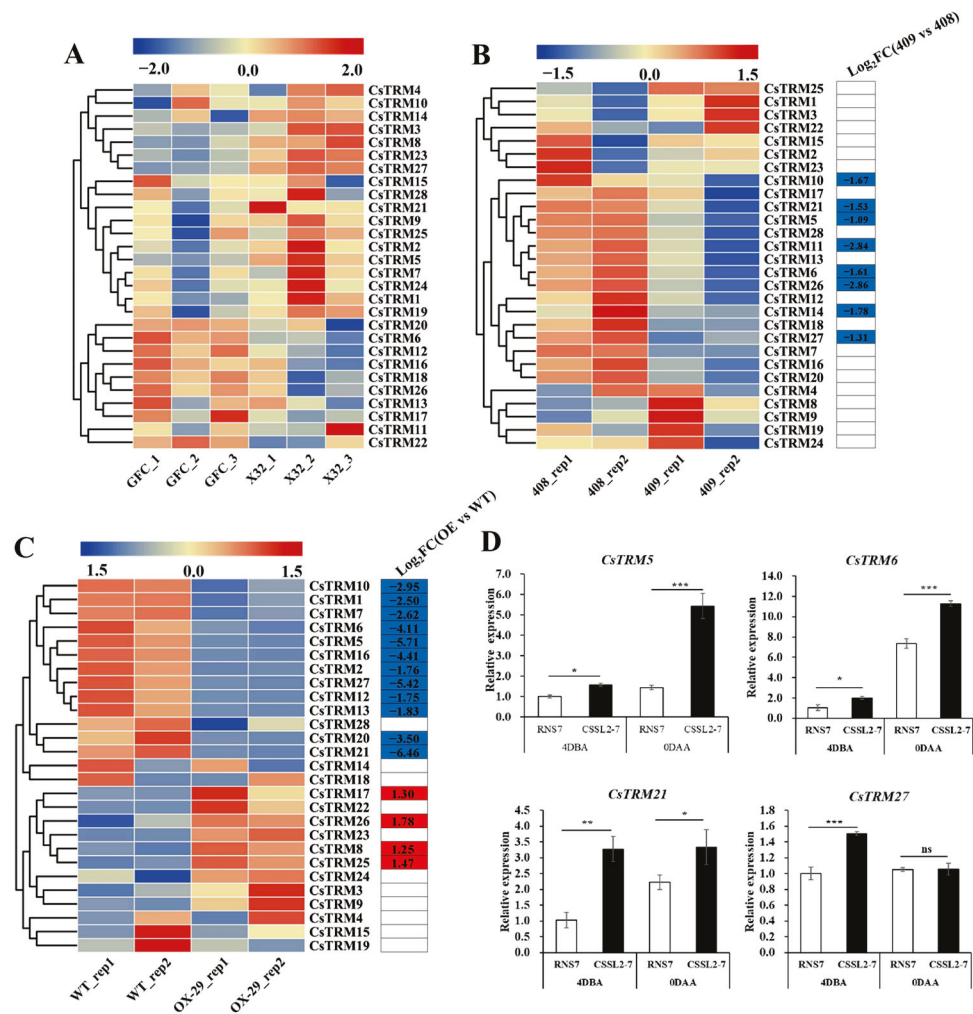 A
−2.0 0.0 2.0
CsTRM4
CsTRM10
CsTRM14
CsTRM3
CsTRM8
CsTRM23
CsTRM27
CsTRM15
CsTRM28
CsTRM21
CsTRM9
CsTRM25
CsTRM2
CsTRM5
CsTRM7
CsTRM24
CsTRM1
CsTRM19
CsTRM20
CsTRM6
CsTRM12
CsTRM16
CsTRM18
CsTRM26
CsTRM13
CsTRM17
CsTRM11
CsTRM22
GFC_1 GFC_2 GFC_3 X32_1 X32_2 X32_3
B
−1.5 0.0 1.5
Log2FC(409 vs 408)
CsTRM25
CsTRM1
CsTRM3
CsTRM22
CsTRM15
CsTRM2
CsTRM23
CsTRM10 −1.67
CsTRM17
CsTRM21 −1.53
CsTRM5 −1.09
CsTRM28
CsTRM11 −2.84
CsTRM13
CsTRM6 −1.61
CsTRM26 −2.86
CsTRM12
CsTRM14 −1.78
CsTRM18
CsTRM27 −1.31
CsTRM7
CsTRM16
CsTRM20
CsTRM4
CsTRM8
CsTRM9
CsTRM19
CsTRM24
408_rep1 408_rep2 409_rep1 409_rep2
C
1.5 0.0 1.5
Log2FC(OE vs WT)
CsTRM10 −2.95
CsTRM1 −2.50
CsTRM7 −2.62
CsTRM6 −4.11
CsTRM5 −5.71
CsTRM16 −4.41
CsTRM2 −1.76
CsTRM27 −5.42
CsTRM12 −1.75
CsTRM13 −1.83
CsTRM28
CsTRM20 −3.50
CsTRM21 −6.46
CsTRM14
CsTRM18
CsTRM17 1.30
CsTRM22
CsTRM26 1.78
CsTRM23
CsTRM8 1.25
CsTRM25 1.47
CsTRM24
CsTRM3
CsTRM9
CsTRM4
CsTRM15
CsTRM19
WT_rep1 WT_rep2 OX-29_rep1 OX-29_rep2
D
CsTRM5
Relative expression
7.0
6.0
5.0
4.0
3.0
2.0
1.0
0.0
*
***
RNS7 CSSL2-7 RNS7 CSSL2-7
4DBA 0DAA
CsTRM6
Relative expression
14.0
12.0
10.0
8.0
6.0
4.0
2.0
0.0
*
***
RNS7 CSSL2-7 RNS7 CSSL2-7
4DBA 0DAA
CsTRM21
Relative expression
4.5
4.0
3.5
3.0
2.5
2.0
1.5
1.0
0.5
0.0
**
*
RNS7 CSSL2-7 RNS7 CSSL2-7
4DBA 0DAA
CsTRM27
Relative expression
1.8
1.6
1.4
1.2
1.0
0.8
0.6
0.4
0.2
0.0
***
ns
RNS7 CSSL2-7 RNS7 CSSL2-7
4DBA 0DAA